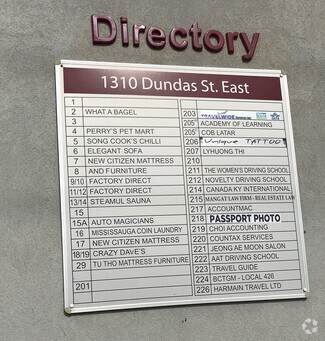 Directory
1310 Dundas St. East
1
2 WHAT A BAGEL
3
4 PERRY'S PET MART
5 SONG COOK'S CHILLI
6 ELEGANT SOFA
7 NEW CITIZEN MATTRESS
8 AND FURNITURE
9/10 FACTORY DIRECT
11/12 FACTORY DIRECT
13/14 STEAMUL SAUNA
15
15A AUTO MAGICIANS
16 MISSISSAUGA COIN LAUNDRY
17 NEW CITIZEN MATTRESS
18/19 CRAZY DAVE'S
29 TU THO MATTRESS FURNITURE
201
203 TRAVELWIDE
205 ACADEMY OF LEARNING
205 COB LATAR
206 Unique TATTOO
207 LYHUONG THI
210
211 THE WOMEN'S DRIVING SCHOOL
212 NOVELTY DRIVING SCHOOL
214 CANADA KY INTERNATIONAL
215 MANGAT LAW FIRM - REAL ESTATE LAW
217 ACCOUNTMAC
218 PASSPORT PHOTO
219 CHOI ACCOUNTING
220 COUNTAX SERVICES
221 JEONG AE MOON SALON
222 AAT DRIVING SCHOOL
223 TRAVEL GUIDE
224 BCTGM - LOCAL 426
226 HARMAIN TRAVEL LTD